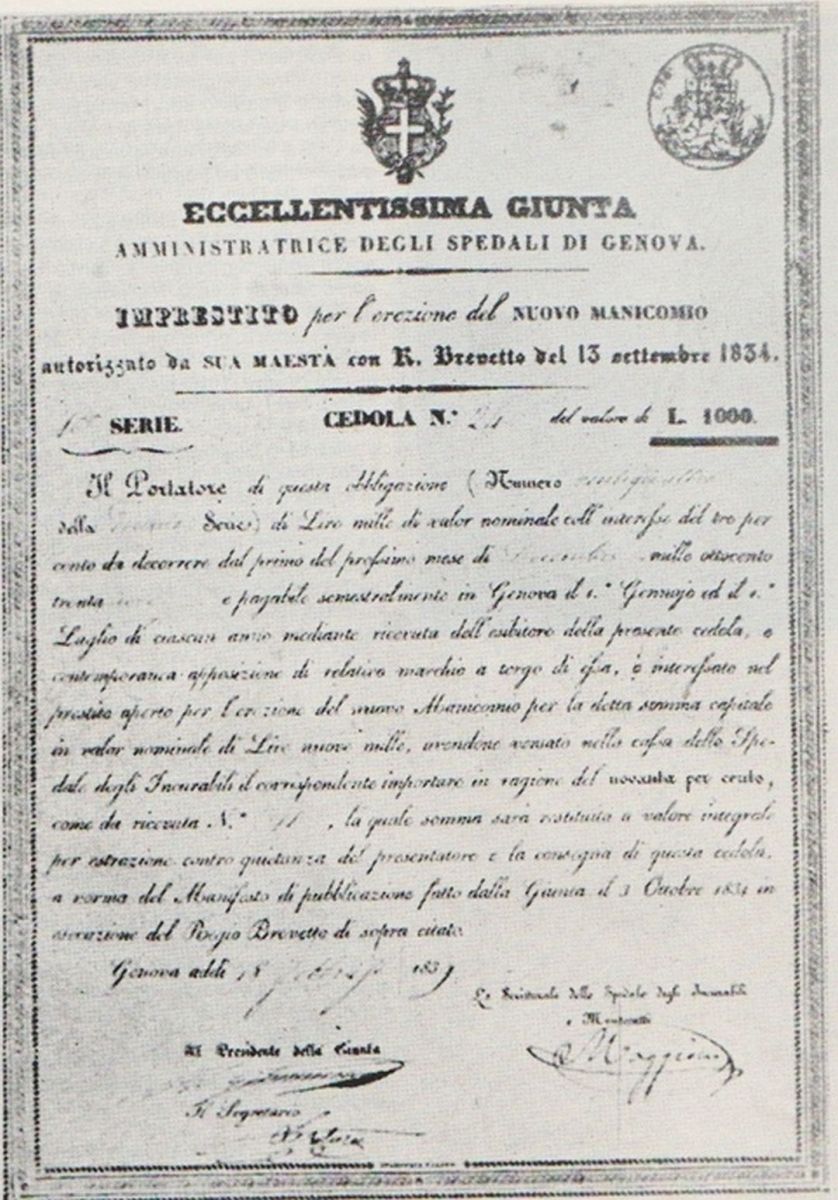 ECCELLENTISSIMA GIUNTA
AMMINISTRATRICE DEGLI SPEDALI DI GENOVA.
IMPRESTITO per l'erezione del NUOVO MANICOMIO
autorizzato da SUA MAESTÀ con R. Brevetto del 13 settembre 1834.
SERIE. CEDOLA N.° del valore di L. 1000.
Il Portatore di questa obbligazione (Numero
della Serie) di Lire mille di valor nominale coll' interesse del tre per
cento da decorrere dal primo del prossimo mese di mille ottocento
trenta e pagabile semestralmente in Genova il 1.° Gennajo ed il 1.°
Luglio di ciascun anno mediante ricevuta dell'esibitore della presente cedola, e
contemporanea apposizione di relativo marchio a tergo di essa, è interessato nel
prestito aperto per l'erezione del nuovo Manicomio per la detta somma capitale
in valor nominale di Lire nuove mille, avendone versato nella cassa dello Spe-
dale degli Incurabili il corrispondente importare in ragione del novanta per cento,
come da ricevuta N.° , la quale somma sarà restituita a valore integrale
per estrazione contro quietanza del presentatore e la consegna di questa cedola,
a norma del Manifesto di pubblicazione fatto dalla Giunta il 3 Ottobre 1834 in
esecuzione del Regio Brevetto di sopra citato.
Genova addì 18 1839
dello Spedale degli Incurabili
Il Presidente della Giunta
Il Segretario